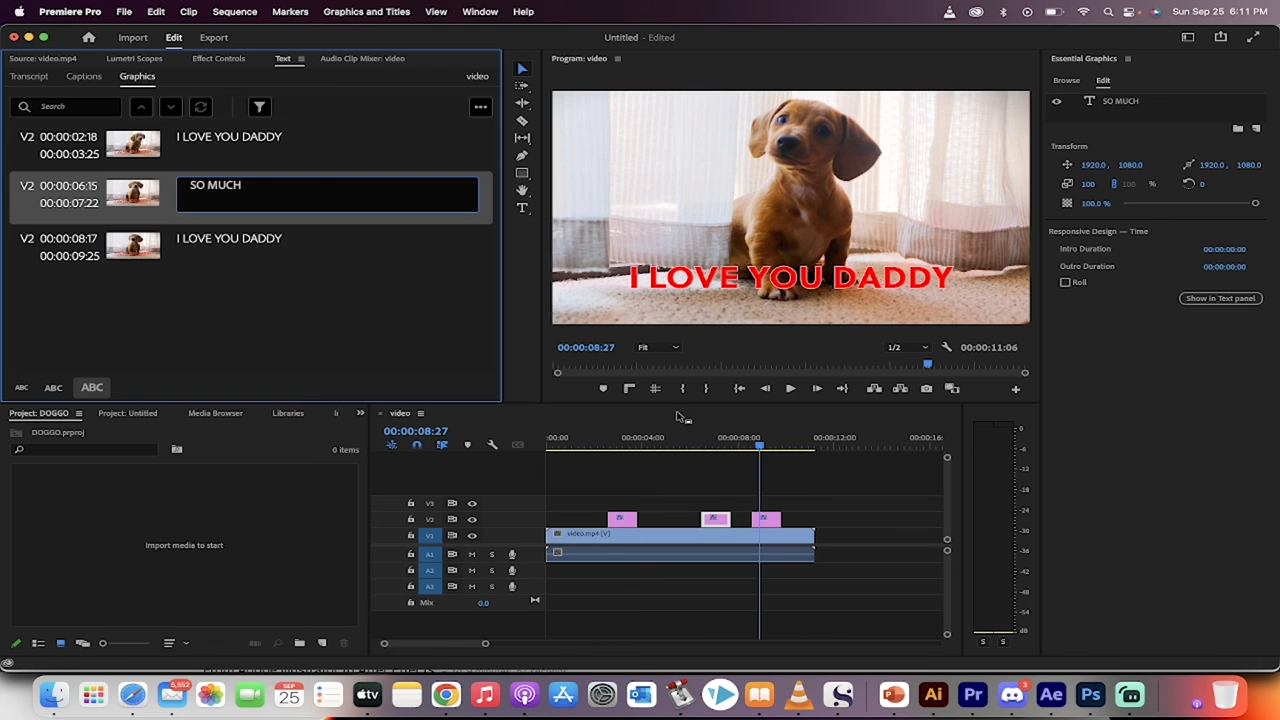 Premiere Pro File Edit Clip Sequence Markers Graphics and Titles View Window Help Sun Sep 25 6:11 PM
Import Edit Export Untitled - Edited
Source: video.mp4 Lumetri Scopes Effect Controls Text Audio Clip Mixer: video Program: video Essential Graphics
Transcript Captions Graphics video Browse Edit
Search SO MUCH
V2 00:00:02:18 I LOVE YOU DADDY
00:00:03:25
V2 00:00:06:15 SO MUCH
00:00:07:22
V2 00:00:08:17 I LOVE YOU DADDY
00:00:09:25
I LOVE YOU DADDY
Transform
1920.0 1080.0 1920.0 1080.0
100 100 % 0
100.0 %
Responsive Design — Time
Intro Duration 00:00:00:00
Outro Duration 00:00:00:00
Roll
Show in Text panel
00:00:08:27 Fit 1/2 00:00:11:06
ABC ABC ABC
Project: DOGGO Project: Untitled Media Browser Libraries
DOGGO.prproj
0 items
Import media to start
video
00:00:08:27
:00:00 00:00:04:00 00:00:08:00 00:00:12:00 00:00:16:
V3
V2
V1 video.mp4 [V]
A1 M S
A2 M S
A3 M S
Mix 0.0
0
-6
-12
-18
-24
-30
-36
-42
-48
-54
dB
S S
5,552
SEP
25
tv
3
Ai Pr Ae Ps